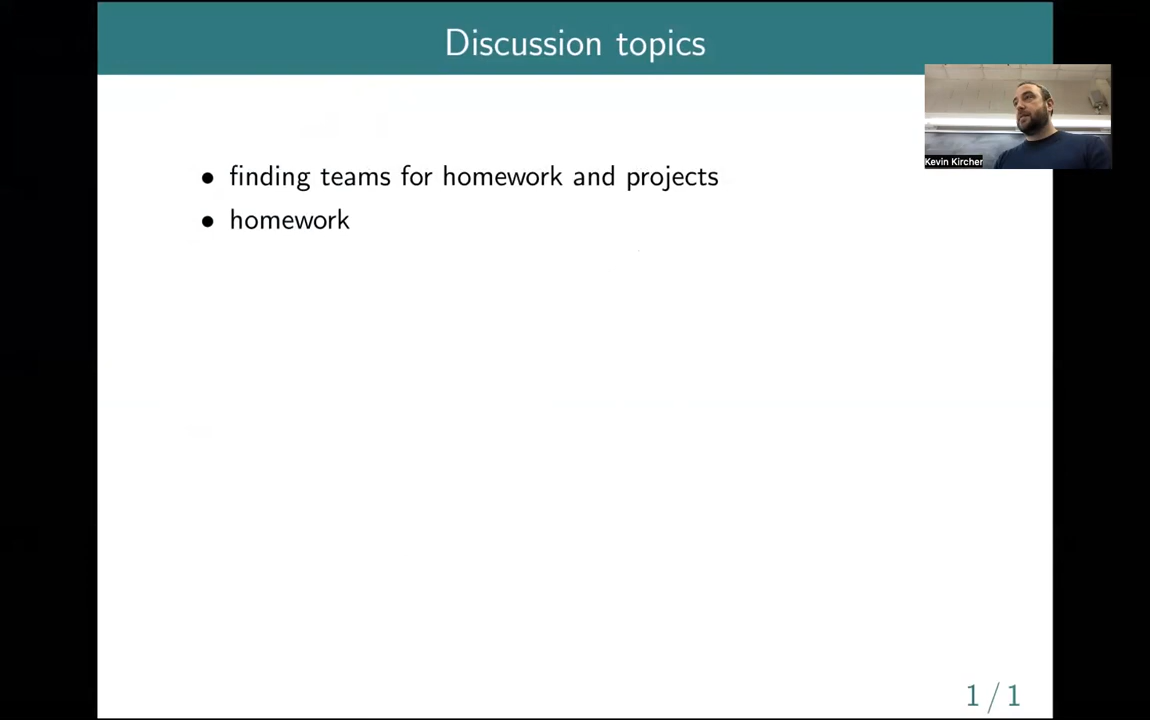 Discussion topics
Kevin Kircher
• finding teams for homework and projects
• homework
1 / 1